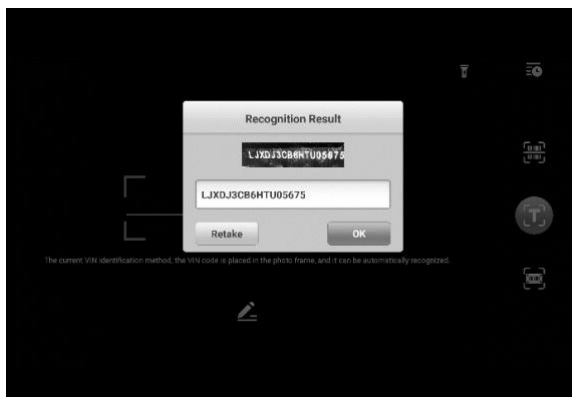 Recognition Result
LJXDJ3CB6HTU05675
LJXDJ3CB6HTU05675
Retake
OK
The current VIN identification method, the VIN code is placed in the photo frame, and it can be automatically recognized.
T